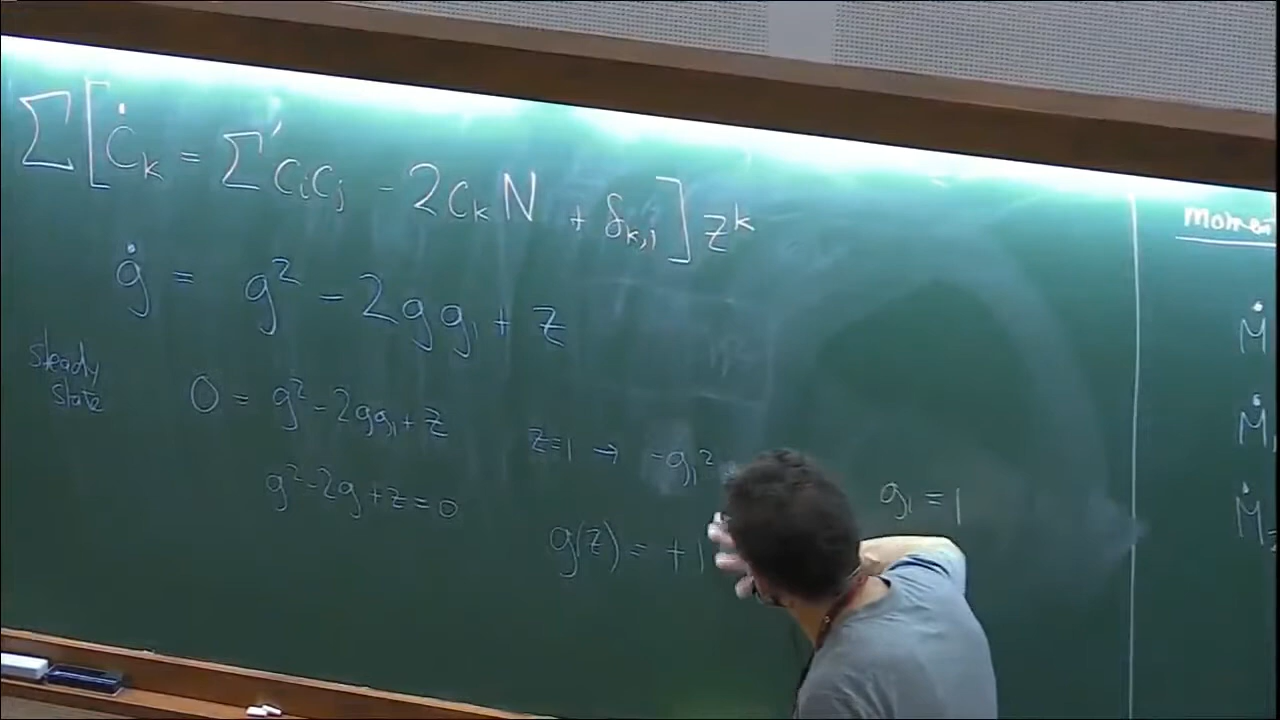 Σ[ċₖ = Σ′cᵢcⱼ - 2cₖN + δₖ,₁]zᵏ
ġ = g² - 2gg₁ + z
steady
state
0 = g² - 2gg₁ + z
z=1 → -g₁²
g₁ = 1
g² - 2g + z = 0
g(z) = +1
Ṁ
Ṁ
Ṁ